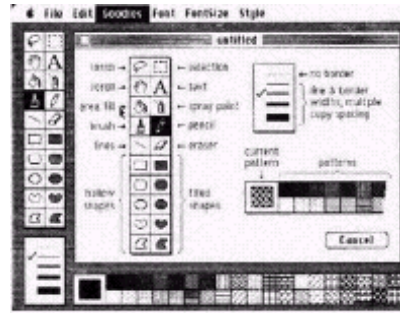 File Edit Goodies Font FontSize Style
untitled
lasso
selection
scroll
text
area fill
spray paint
brush
pencil
lines
eraser
hollow shapes
filled shapes
no border
line & border
widths, multiple
copy spacing
current
pattern
patterns
Cancel